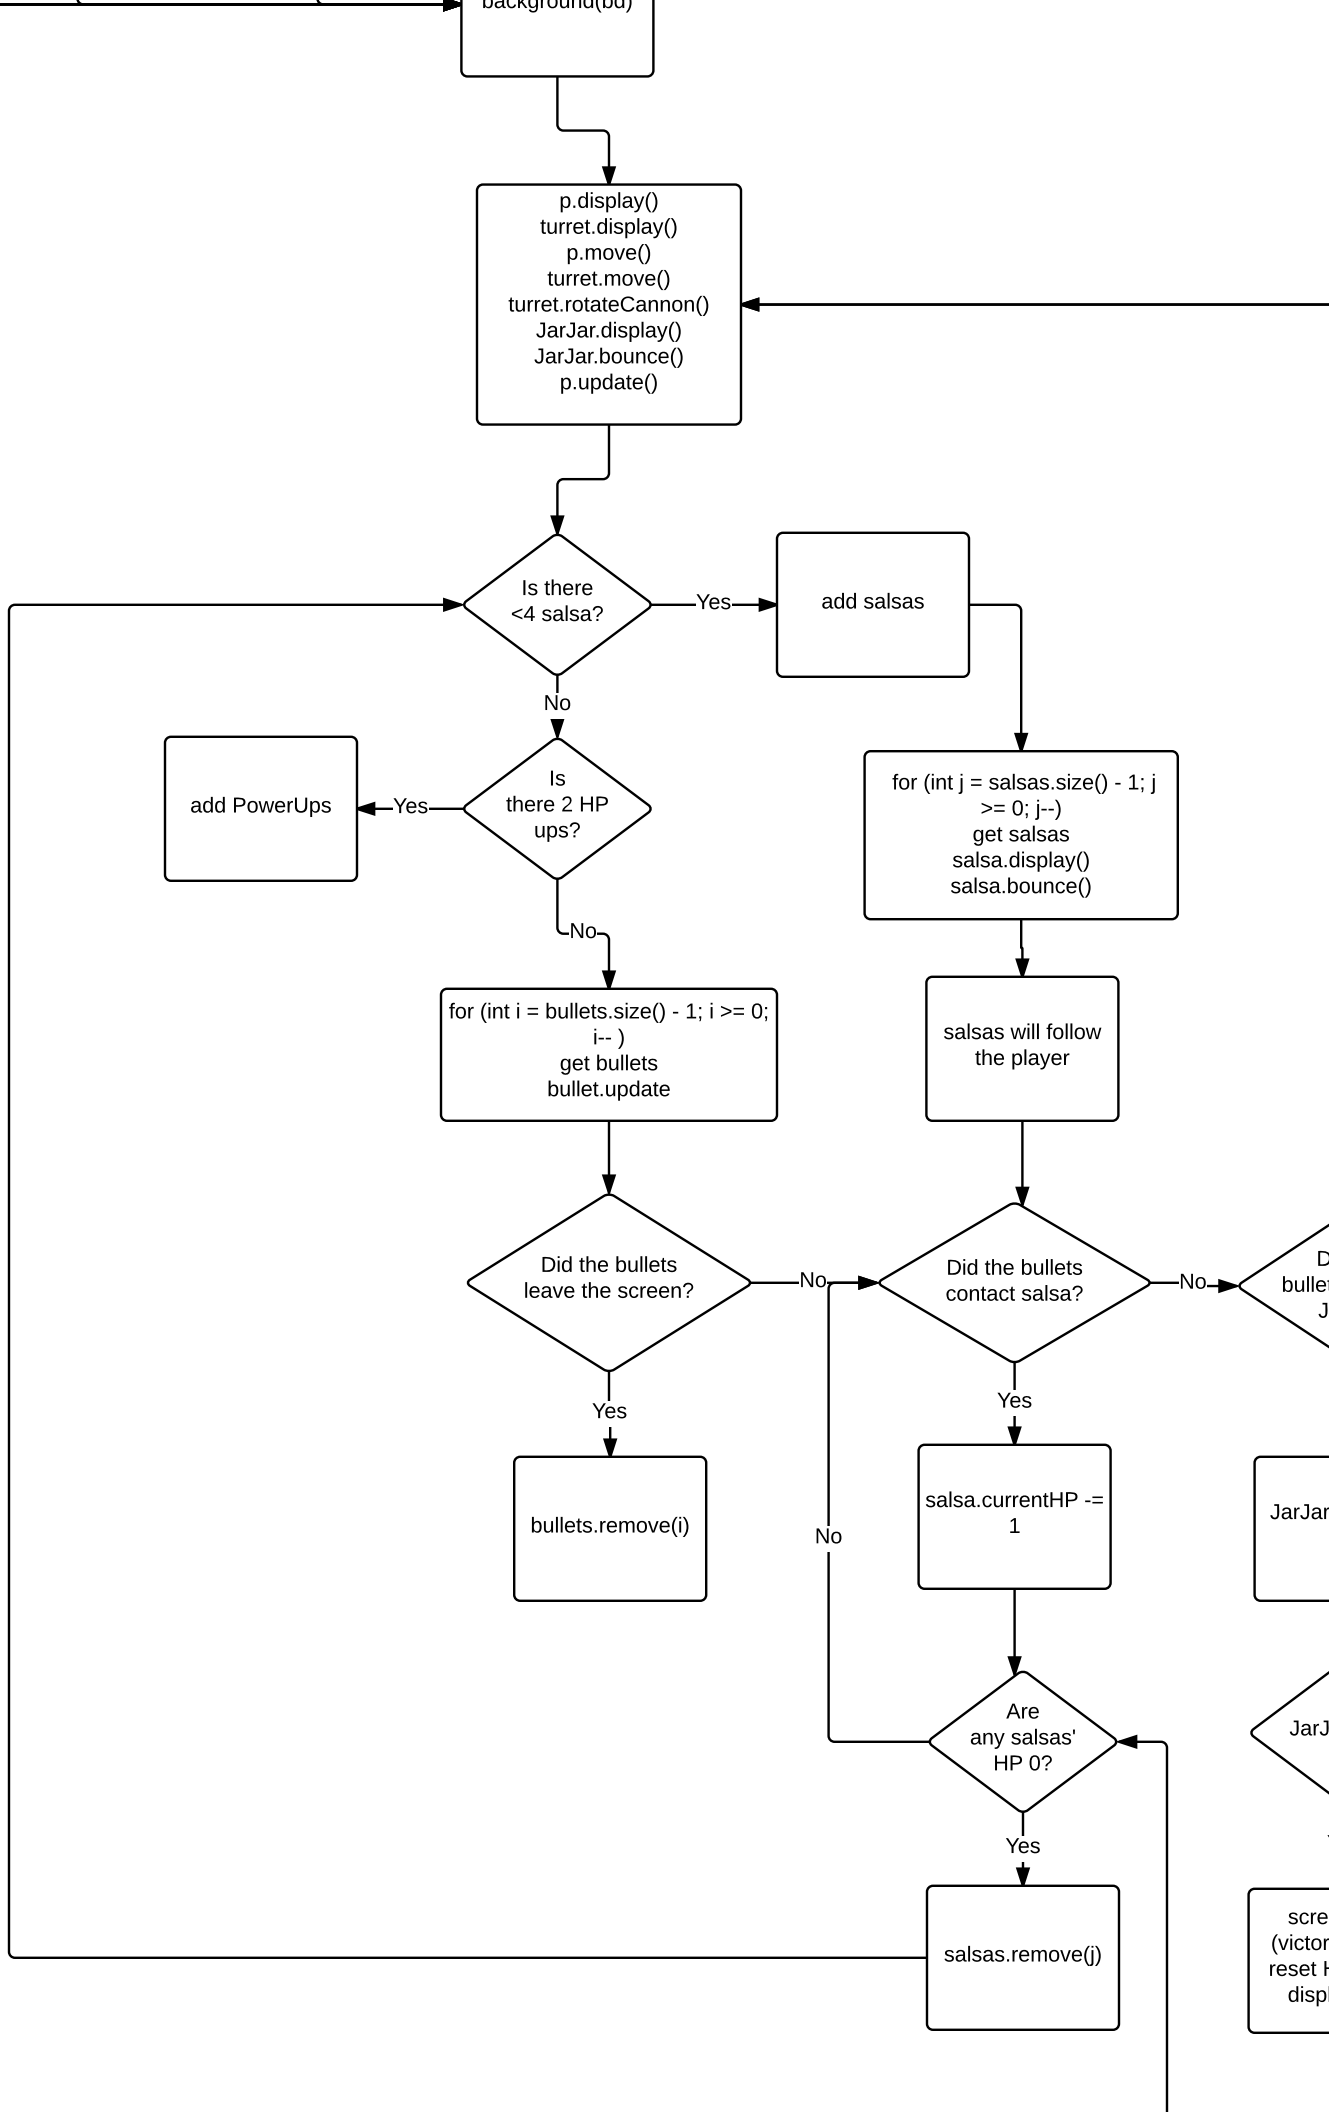 background(bd)
p.display()
turret.display()
p.move()
turret.move()
turret.rotateCannon()
JarJar.display()
JarJar.bounce()
p.update()
Is there
<4 salsa?
Yes
add salsas
No
Is
there 2 HP
ups?
Yes
add PowerUps
for (int j = salsas.size() - 1; j
>= 0; j--)
get salsas
salsa.display()
salsa.bounce()
No
for (int i = bullets.size() - 1; i >= 0;
i-- )
get bullets
bullet.update
salsas will follow
the player
Did the bullets
leave the screen?
No
Did the bullets
contact salsa?
No
Yes
bullets.remove(i)
Yes
salsa.currentHP -=
1
No
Are
any salsas'
HP 0?
Yes
salsas.remove(j)
reset